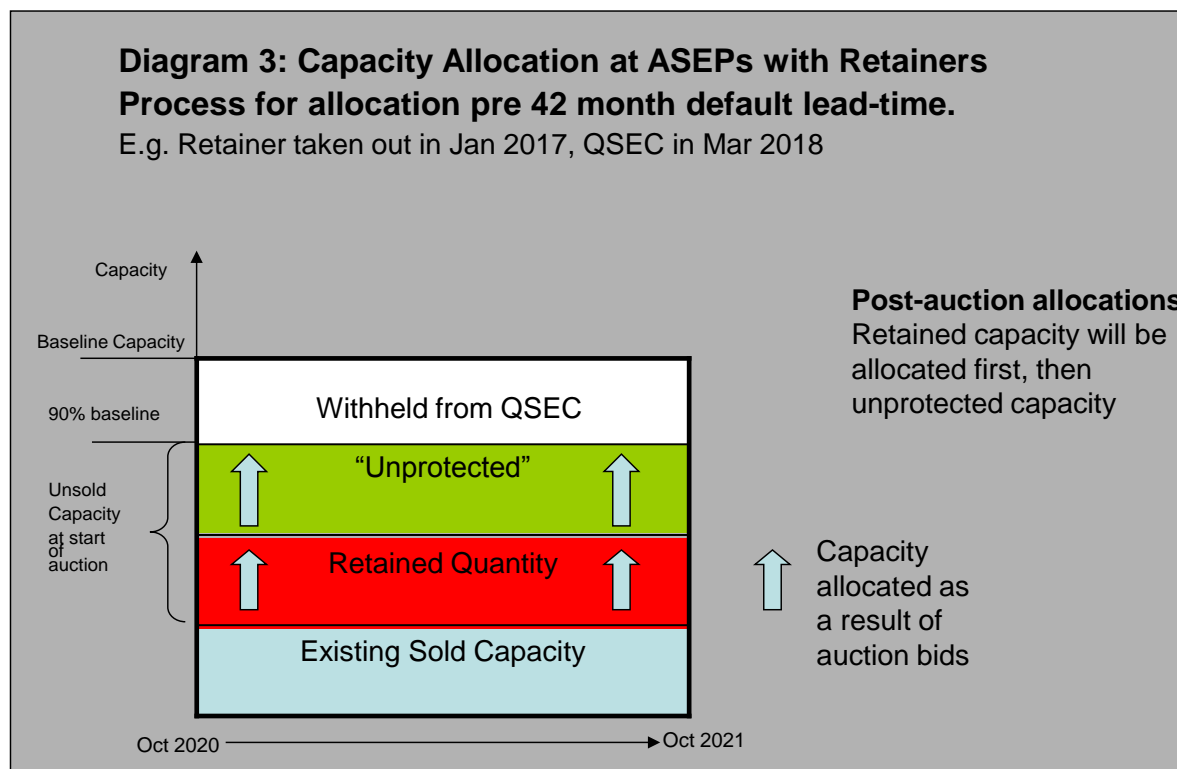 Diagram 3: Capacity Allocation at ASEPs with Retainers
Process for allocation pre 42 month default lead-time.
E.g. Retainer taken out in Jan 2017, QSEC in Mar 2018
Capacity
Baseline Capacity
90% baseline
Unsold
Capacity
at start
of
auction
Withheld from QSEC
“Unprotected”
Retained Quantity
Existing Sold Capacity
Oct 2020
Oct 2021
Post-auction allocations
Retained capacity will be
allocated first, then
unprotected capacity
Capacity
allocated as
a result of
auction bids